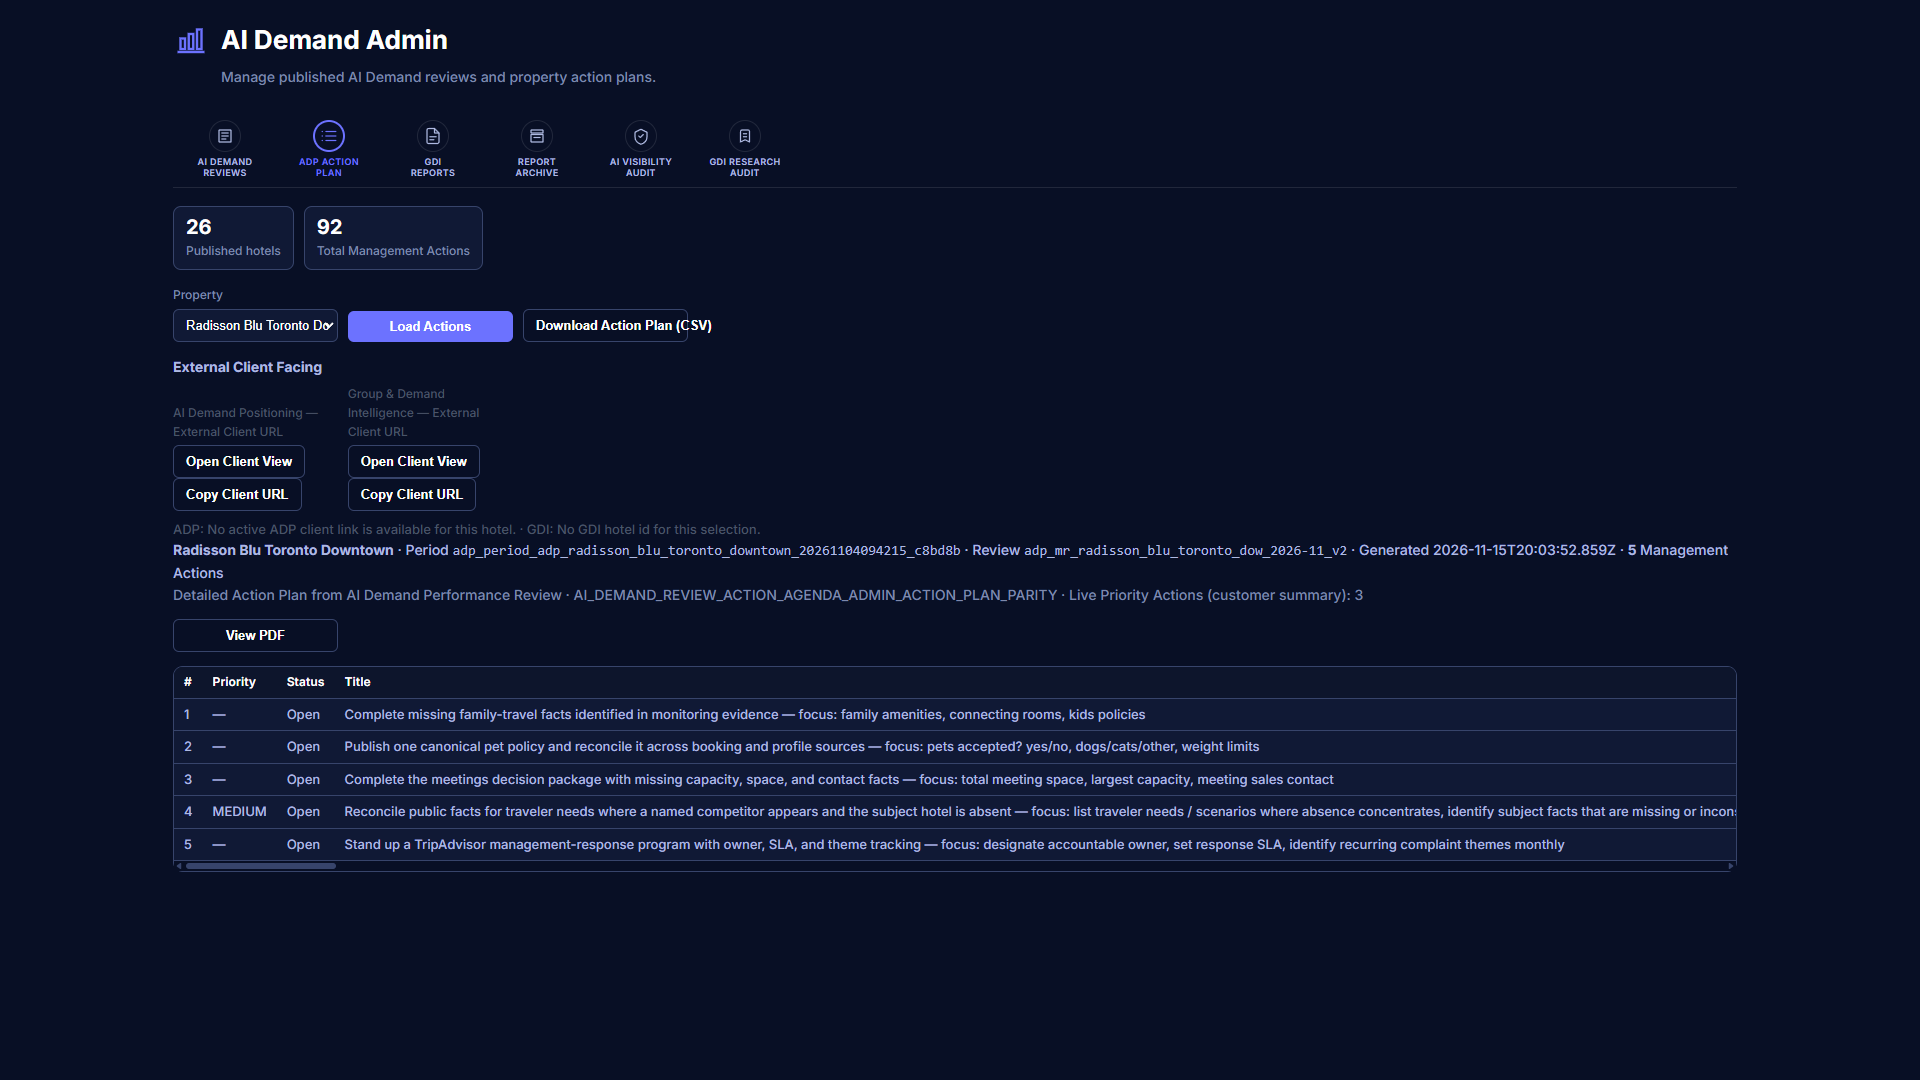 AI Demand Admin
Manage published AI Demand reviews and property action plans.
AI DEMAND
REVIEWS
ADP ACTION
PLAN
GDI
REPORTS
REPORT
ARCHIVE
AI VISIBILITY
AUDIT
GDI RESEARCH
AUDIT
26
Published hotels
92
Total Management Actions
Property
Radisson Blu Toronto Do
Load Actions
Download Action Plan (CSV)
External Client Facing
AI Demand Positioning —
External Client URL
Open Client View
Copy Client URL
Group & Demand
Intelligence — External
Client URL
Open Client View
Copy Client URL
ADP: No active ADP client link is available for this hotel. · GDI: No GDI hotel id for this selection.
Radisson Blu Toronto Downtown · Period adp_period_adp_radisson_blu_toronto_downtown_20261104094215_c8bd8b · Review adp_mr_radisson_blu_toronto_dow_2026-11_v2 · Generated 2026-11-15T20:03:52.859Z · 5 Management
Actions
Detailed Action Plan from AI Demand Performance Review · AI_DEMAND_REVIEW_ACTION_AGENDA_ADMIN_ACTION_PLAN_PARITY · Live Priority Actions (customer summary): 3
View PDF
# Priority Status Title
1 — Open Complete missing family-travel facts identified in monitoring evidence — focus: family amenities, connecting rooms, kids policies
2 — Open Publish one canonical pet policy and reconcile it across booking and profile sources — focus: pets accepted? yes/no, dogs/cats/other, weight limits
3 — Open Complete the meetings decision package with missing capacity, space, and contact facts — focus: total meeting space, largest capacity, meeting sales contact
4 MEDIUM Open Reconcile public facts for traveler needs where a named competitor appears and the subject hotel is absent — focus: list traveler needs / scenarios where absence concentrates, identify subject facts that are missing or incons
5 — Open Stand up a TripAdvisor management-response program with owner, SLA, and theme tracking — focus: designate accountable owner, set response SLA, identify recurring complaint themes monthly